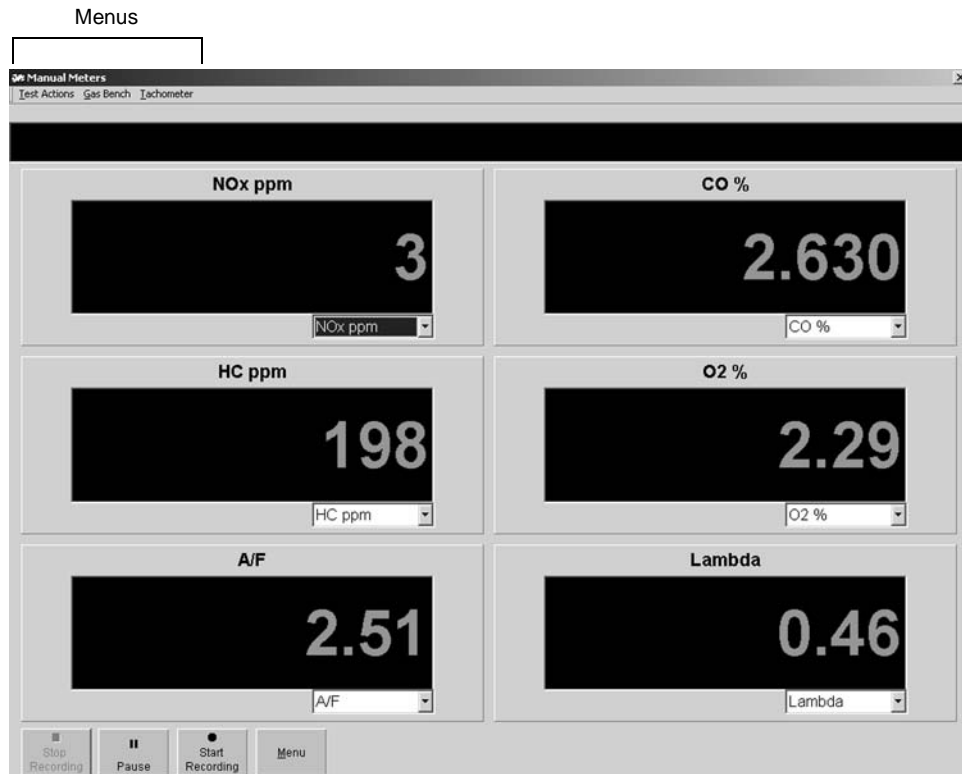 Menus
Manual Meters
Test Actions Gas Bench Tachometer
NOx ppm
3
NOx ppm
CO %
2.630
CO %
HC ppm
198
HC ppm
O2 %
2.29
O2 %
A/F
2.51
A/F
Lambda
0.46
Lambda
Stop
Recording
Pause
Start
Recording
Menu